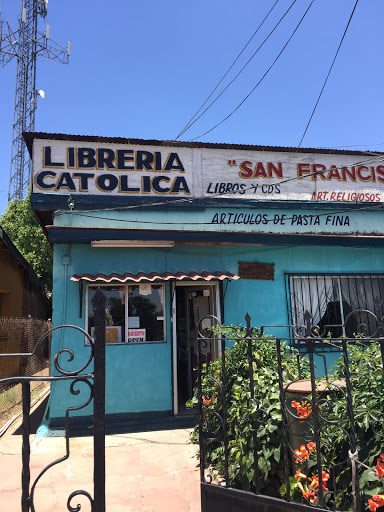 LIBRERIA
CATOLICA
"SAN FRANCIS
LIBROS Y CDS
ART. RELIGIOSOS
ARTICULOS DE PASTA FINA
OPEN